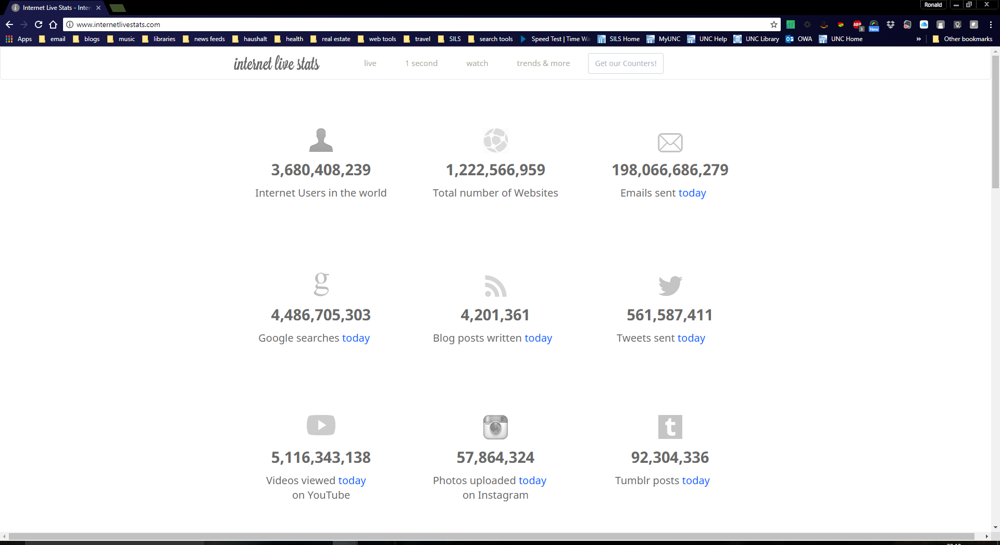 Internet Live Stats - Inter
Ronald
www.internetlivestats.com
ABP
3
New
Apps email blogs music libraries news feeds haushalt health real estate web tools travel SILS search tools Speed Test | Time Wa SILS Home MyUNC UNC Help UNC Library OWA UNC Home » Other bookmarks
internet live stats live 1 second watch trends & more Get our Counters!
3,680,408,239 1,222,566,959 198,066,686,279
Internet Users in the world Total number of Websites Emails sent today
g
4,486,705,303 4,201,361 561,587,411
Google searches today Blog posts written today Tweets sent today
t
5,116,343,138 57,864,324 92,304,336
Videos viewed today Photos uploaded today Tumblr posts today
on YouTube on Instagram